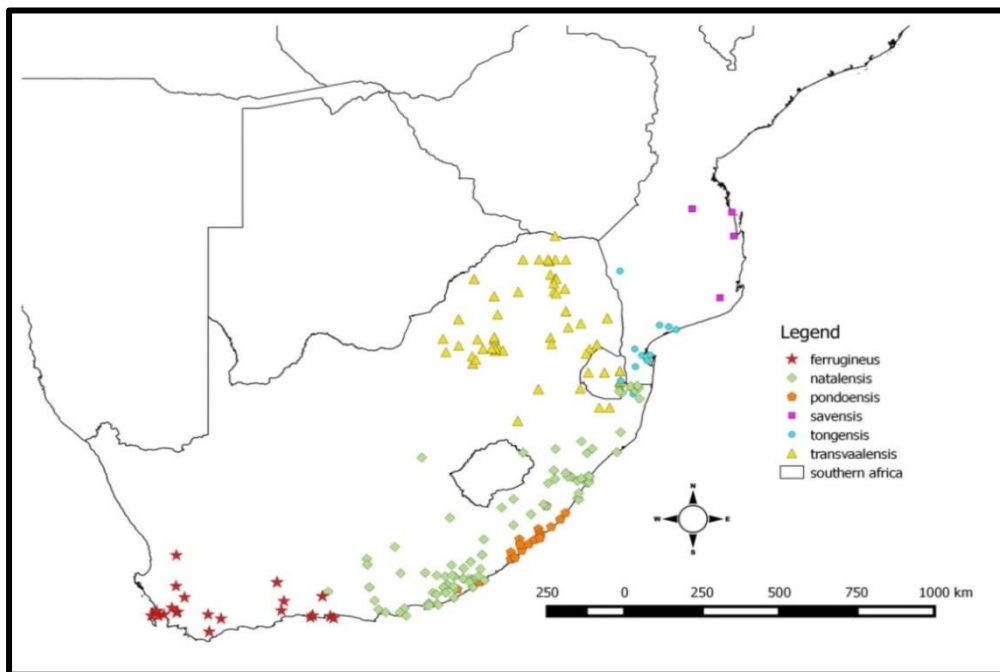 Legend
ferrugineus
natalensis
pondoensis
savensis
tongensis
transvaalensis
southern africa
N
W E
S
250 0 250 500 750 1000 km